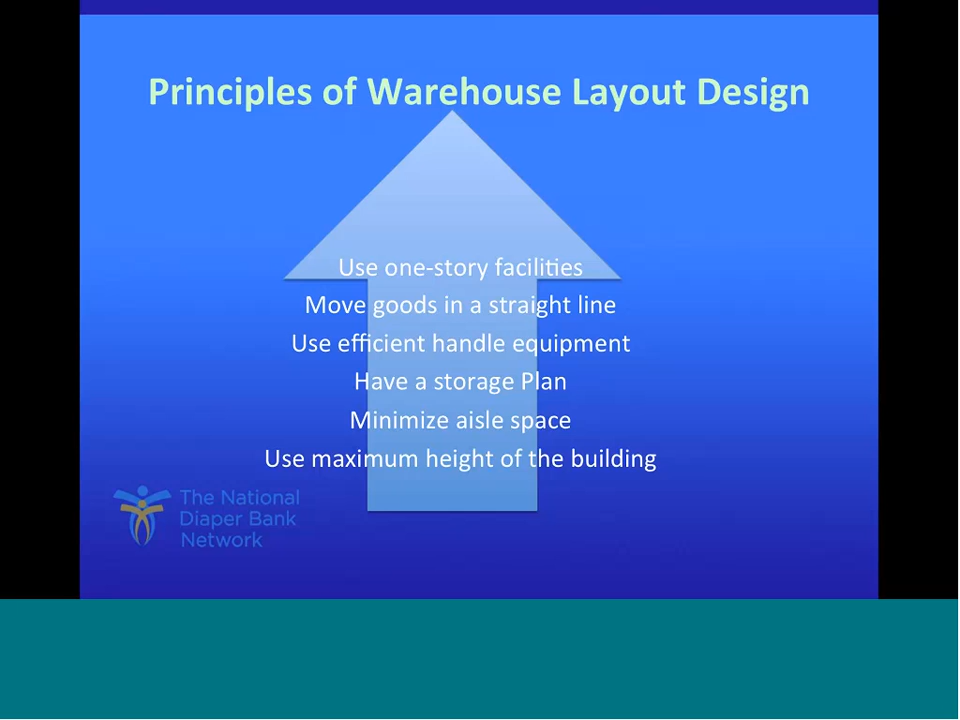 Principles of Warehouse Layout Design
Use one-story facilities
Move goods in a straight line
Use efficient handle equipment
Have a storage Plan
Minimize aisle space
Use maximum height of the building
The National
Diaper Bank
Network